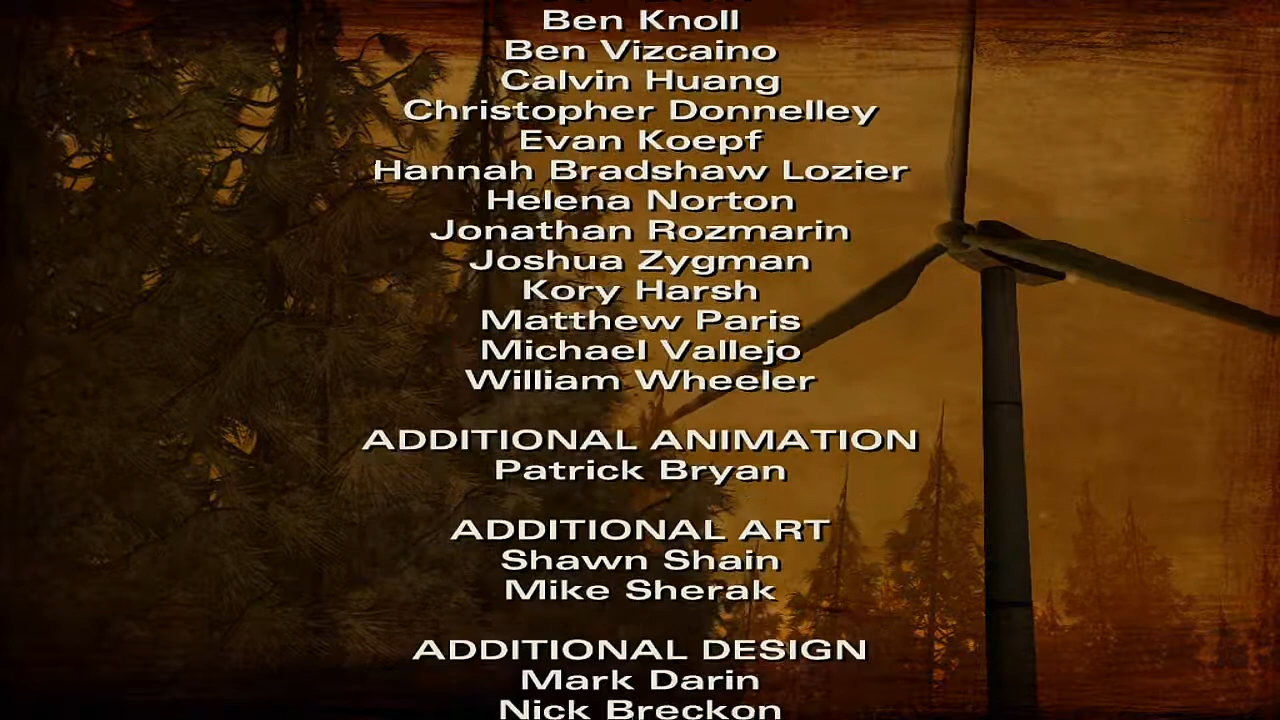 Ben Knoll
Ben Vizcaino
Calvin Huang
Christopher Donnelley
Evan Koepf
Hannah Bradshaw Lozier
Helena Norton
Jonathan Rozmarin
Joshua Zygman
Kory Harsh
Matthew Paris
Michael Vallejo
William Wheeler
ADDITIONAL ANIMATION
Patrick Bryan
ADDITIONAL ART
Shawn Shain
Mike Sherak
ADDITIONAL DESIGN
Mark Darin
Nick Breckon